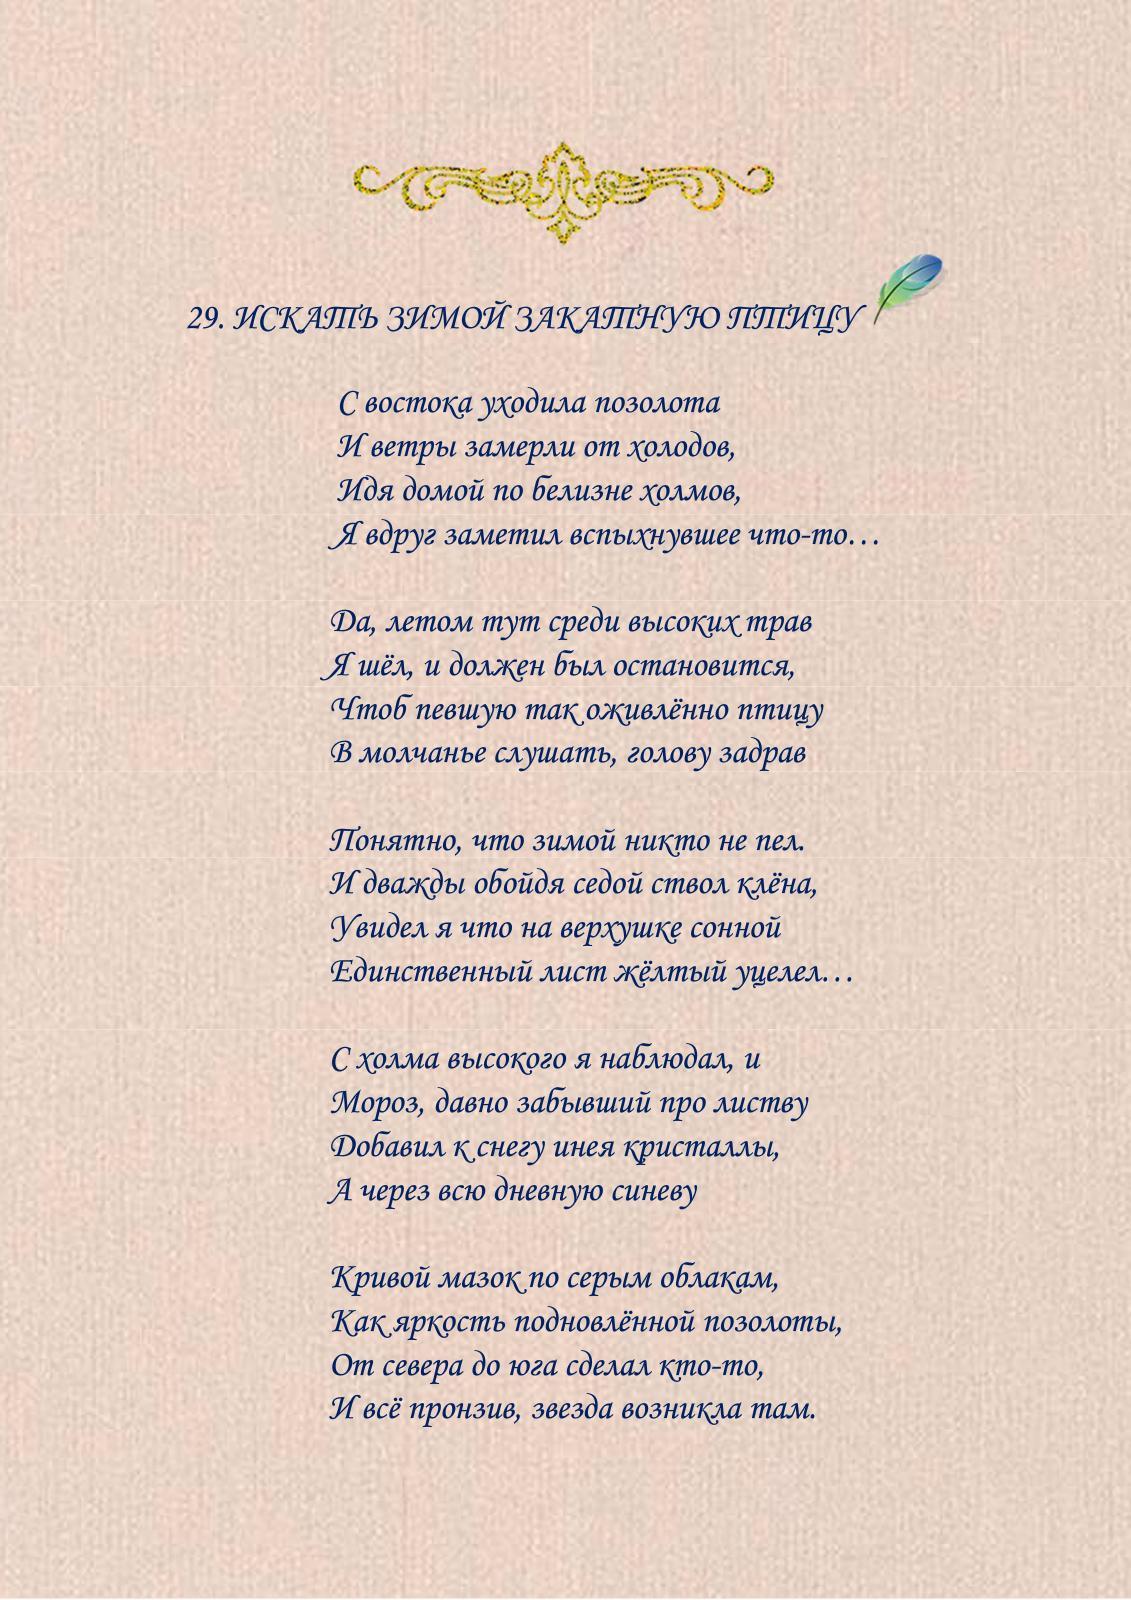 29. ИСКАТЬ ЗИМОЙ ЗАКАТНУЮ ПТИЦУ
С востока уходила позолота
И ветры замерли от холодов,
Идя домой по белизне холмов,
Я вдруг заметил вспыхнувшее что-то…
Да, летом тут среди высоких трав
Я шёл, и должен был остановится,
Чтоб певшую так оживлённо птицу
В молчанье слушать, голову задрав
Понятно, что зимой никто не пел.
И дважды обойдя седой ствол клёна,
Увидел я что на верхушке сонной
Единственный лист жёлтый уцелел…
С холма высокого я наблюдал, и
Мороз, давно забывший про листву
Добавил к снегу инея кристаллы,
А через всю дневную синеву
Кривой мазок по серым облакам,
Как яркость подновлённой позолоты,
От севера до юга сделал кто-то,
И всё пронзив, звезда возникла там.